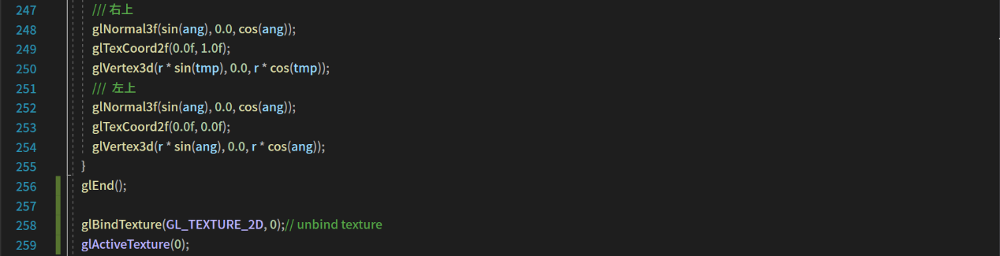 247 /// 右上
248 glNormal3f(sin(ang), 0.0, cos(ang));
249 glTexCoord2f(0.0f, 1.0f);
250 glVertex3d(r * sin(tmp), 0.0, r * cos(tmp));
251 /// 左上
252 glNormal3f(sin(ang), 0.0, cos(ang));
253 glTexCoord2f(0.0f, 0.0f);
254 glVertex3d(r * sin(ang), 0.0, r * cos(ang));
255 }
256 glEnd();
257
258 glBindTexture(GL_TEXTURE_2D, 0);// unbind texture
259 glActiveTexture(0);